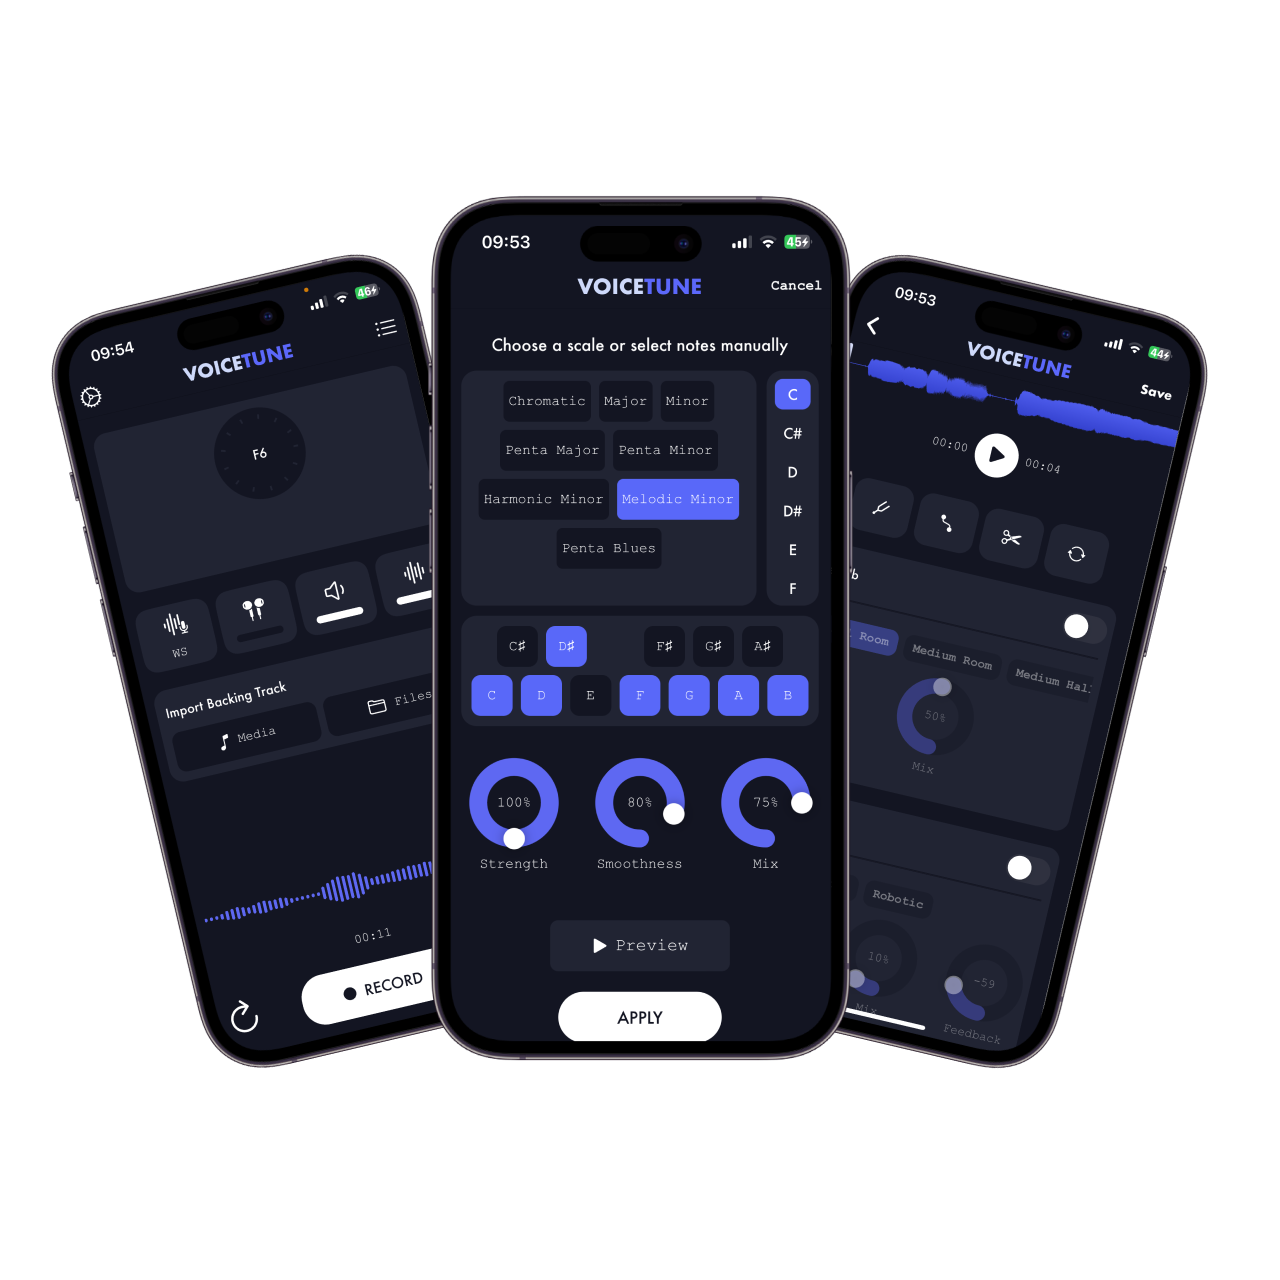 09:54
46
VOICETUNE
F6
WS
Import Backing Track
Media
Files
00:11
RECORD
09:53
45
VOICETUNE
Cancel
Choose a scale or select notes manually
Chromatic Major Minor
Penta Major Penta Minor
Harmonic Minor Melodic Minor
Penta Blues
C
C#
D
D#
E
F
C♯ D♯ F♯ G♯ A♯
C D E F G A B
100% 80% 75%
Strength Smoothness Mix
Preview
APPLY
09:53
44
VOICETUNE
Save
00:00 00:04
Room Medium Room Medium Hal
50%
Mix
Robotic
10% -59
Mix Feedback